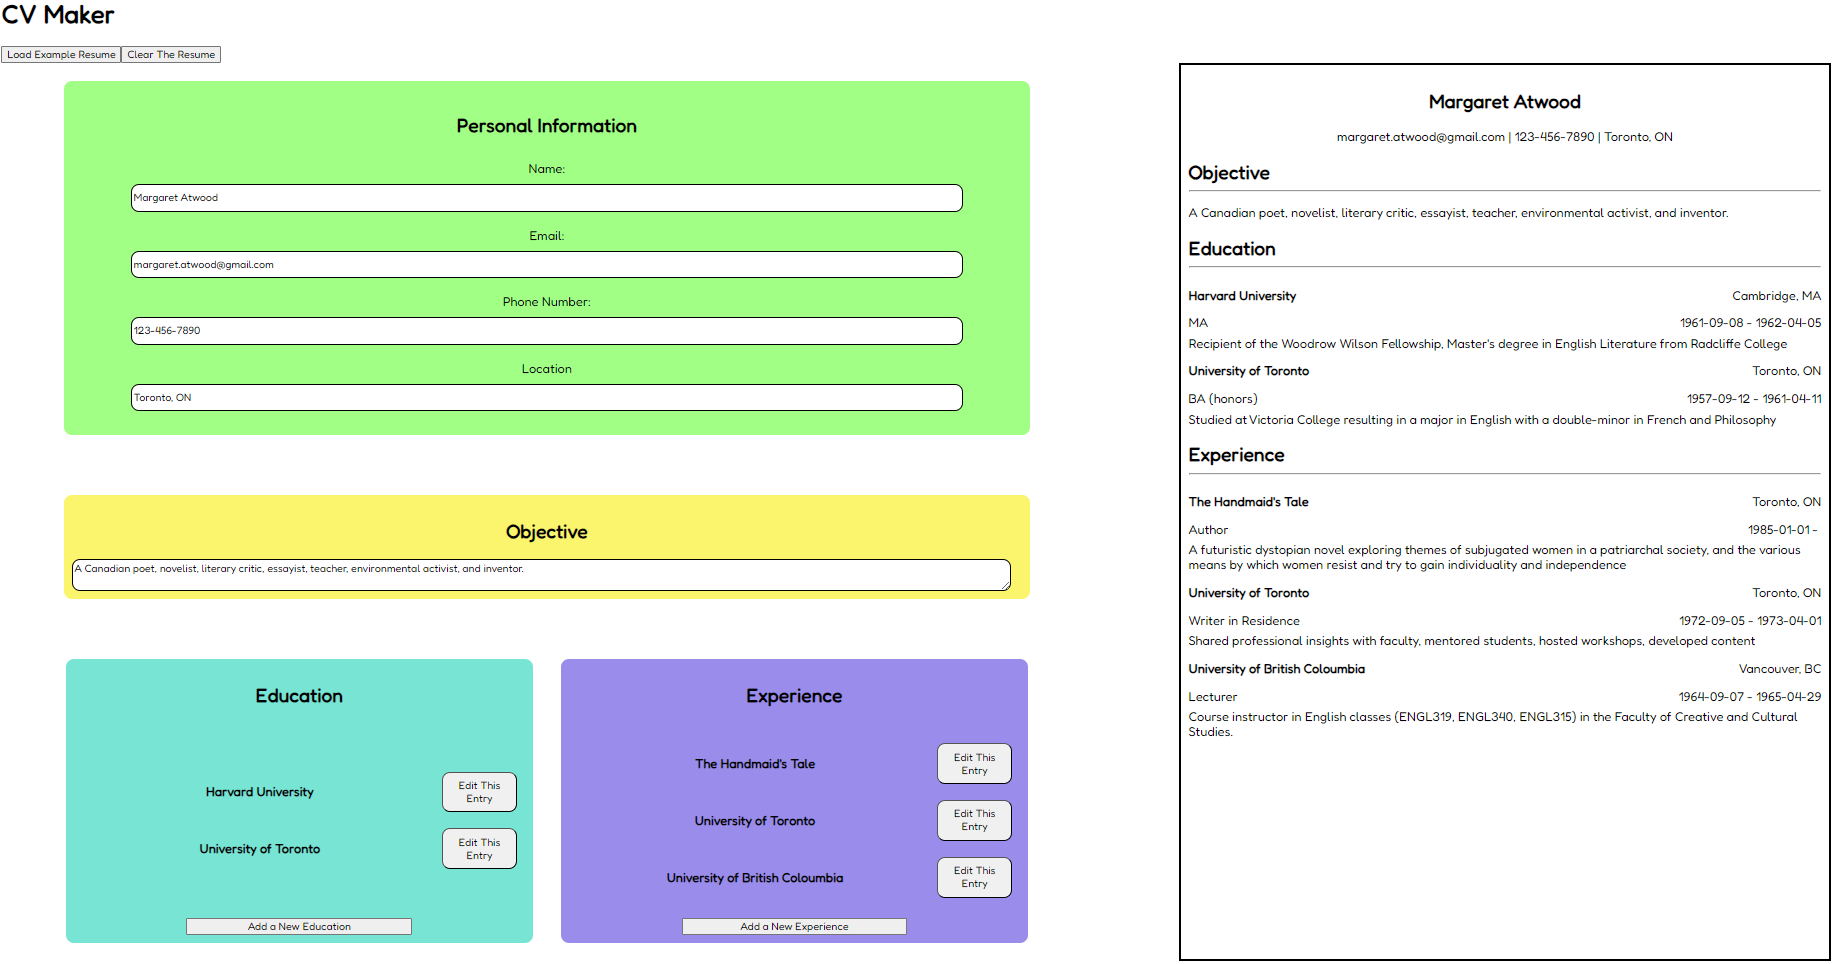 CV Maker
Load Example Resume Clear The Resume
Personal Information
Name:
Margaret Atwood
Email:
margaret.atwood@gmail.com
Phone Number:
123-456-7890
Location
Toronto, ON
Objective
A Canadian poet, novelist, literary critic, essayist, teacher, environmental activist, and inventor.
Education
Harvard University
Edit This
Entry
University of Toronto
Edit This
Entry
Add a New Education
Experience
The Handmaid's Tale
Edit This
Entry
University of Toronto
Edit This
Entry
University of British Coloumbia
Edit This
Entry
Add a New Experience
Margaret Atwood
margaret.atwood@gmail.com | 123-456-7890 | Toronto, ON
Objective
A Canadian poet, novelist, literary critic, essayist, teacher, environmental activist, and inventor.
Education
Harvard University Cambridge, MA
MA 1961-09-08 - 1962-04-05
Recipient of the Woodrow Wilson Fellowship, Master's degree in English Literature from Radcliffe College
University of Toronto Toronto, ON
BA (honors) 1957-09-12 - 1961-04-11
Studied at Victoria College resulting in a major in English with a double-minor in French and Philosophy
Experience
The Handmaid's Tale Toronto, ON
Author 1985-01-01 -
A futuristic dystopian novel exploring themes of subjugated women in a patriarchal society, and the various
means by which women resist and try to gain individuality and independence
University of Toronto Toronto, ON
Writer in Residence 1972-09-05 - 1973-04-01
Shared professional insights with faculty, mentored students, hosted workshops, developed content
University of British Coloumbia Vancouver, BC
Lecturer 1964-09-07 - 1965-04-29
Course instructor in English classes (ENGL319, ENGL340, ENGL315) in the Faculty of Creative and Cultural
Studies.